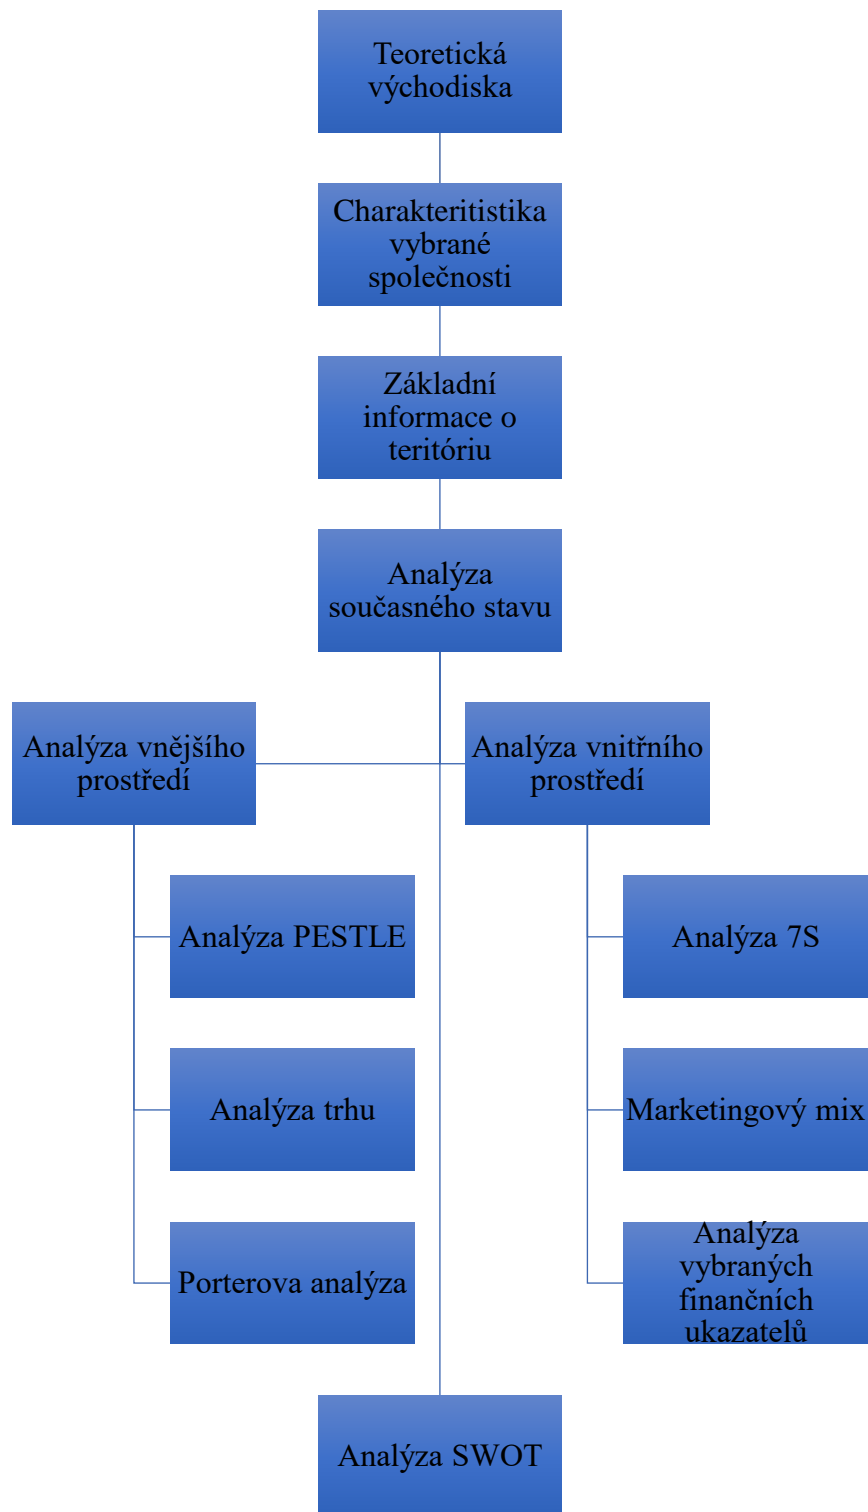 Teoretická
východiska
Charakteritistika
vybrané
společnosti
Základní
informace o
teritóriu
Analýza
současného stavu
Analýza vnějšího
prostředí
Analýza vnitřního
prostředí
Analýza PESTLE
Analýza 7S
Analýza trhu
Marketingový mix
Porterova analýza
Analýza
vybraných
finančních
ukazatelů
Analýza SWOT